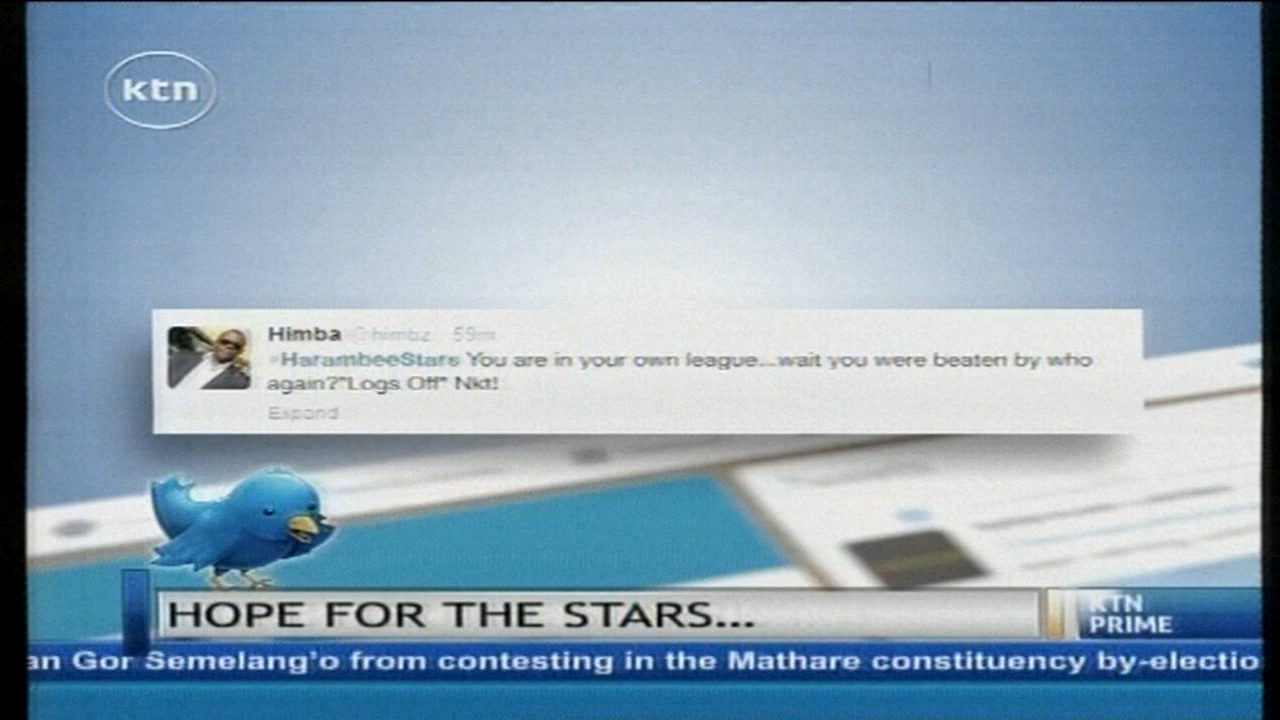 ktn
Himba @himbz 59m
#HarambeeStars You are in your own league...wait you were beaten by who
again?"Logs Off" Nkt!
Expand
HOPE FOR THE STARS...
KTN
PRIME
an Gor Semelang'o from contesting in the Mathare constituency by-electio